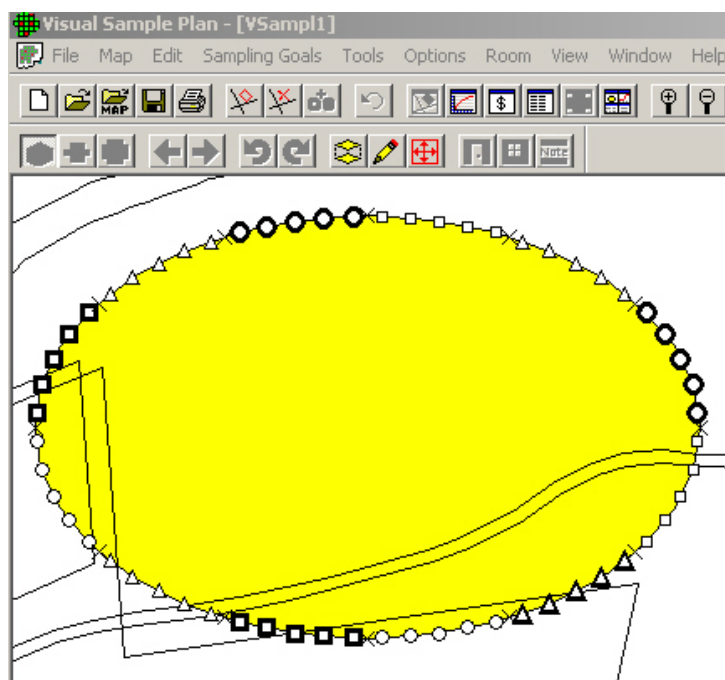 Visual Sample Plan - [VSampl1]
File Map Edit Sampling Goals Tools Options Room View Window Help
MAP $
Note